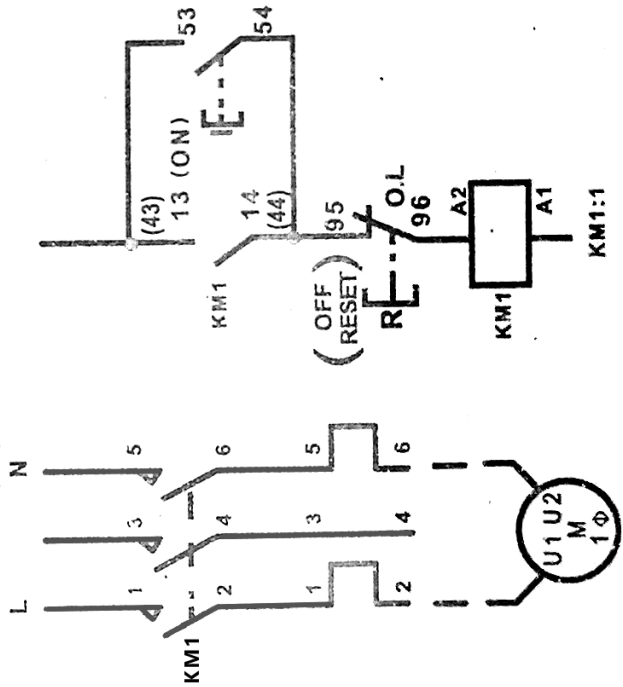 53
54
(43)
13 (ON)
14
(44)
KM1
95
96
O.L
(OFF
RESET)
R
A2
A1
KM1
KM1:1
L
N
1
3
5
KM1
2
4
6
1
3
5
2
4
6
U1 U2
M
1Φ